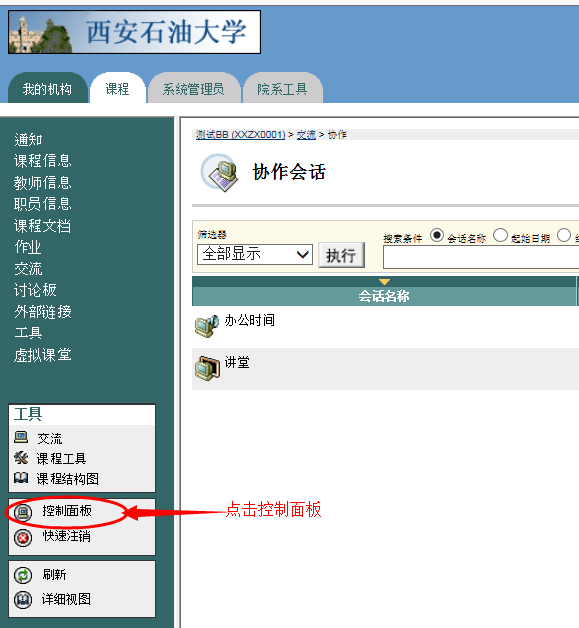 西安石油大学
我的机构 课程 系统管理员 院系工具
通知
课程信息
教师信息
职员信息
课程文档
作业
交流
讨论板
外部链接
工具
虚拟课堂
工具
交流
课程工具
课程结构图
控制面板
快速注销
刷新
详细视图
测试BB (XXZX0001) > 交流 > 协作
协作会话
筛选器
全部显示
执行
搜索条件 会话名称 起始日期
会话名称
办公时间
讲堂
点击控制面板